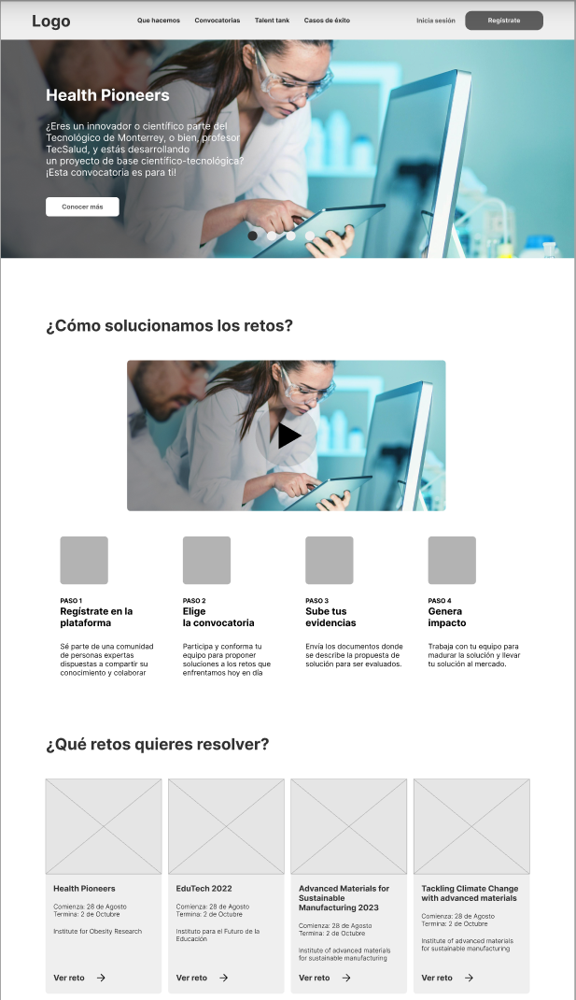 Logo
Que hacemos
Convocatorias
Talent tank
Casos de éxito
Inicia sesión
Regístrate
Health Pioneers
¿Eres un innovador o científico parte del
Tecnológico de Monterrey, o bien, profesor
TecSalud, y estás desarrollando
un proyecto de base científico-tecnológica?
¡Esta convocatoria es para ti!
Conocer más
¿Cómo solucionamos los retos?
PASO 1
Regístrate en la
plataforma
Sé parte de una comunidad
de personas expertas
dispuestas a compartir su
conocimiento y colaborar
PASO 2
Elige
la convocatoria
Participa y conforma tu
equipo para proponer
soluciones a los retos que
enfrentamos hoy en día
PASO 3
Sube tus
evidencias
Envía los documentos donde
se describe la propuesta de
solución para ser evaluados.
PASO 4
Genera
impacto
Trabaja con tu equipo para
madurar la solución y llevar
tu solución al mercado.
¿Qué retos quieres resolver?
Health Pioneers
Comienza: 28 de Agosto
Termina: 2 de Octubre
Institute for Obesity Research
Ver reto
EduTech 2022
Comienza: 28 de Agosto
Termina: 2 de Octubre
Instituto para el Futuro de la
Educación
Ver reto
Advanced Materials for
Sustainable
Manufacturing 2023
Comienza: 28 de Agosto
Termina: 2 de Octubre
Institute of advanced materials
for sustainable manufacturing
Ver reto
Tackling Climate Change
with advanced materials
Comienza: 28 de Agosto
Termina: 2 de Octubre
Institute of advanced materials
for sustainable manufacturing
Ver reto